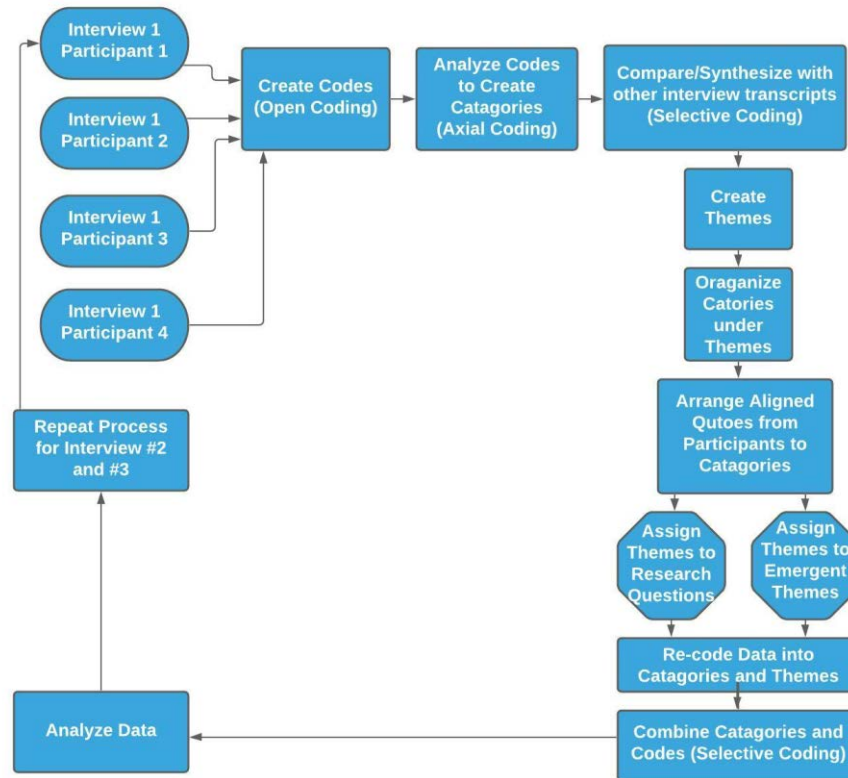 Interview 1
Participant 1
Interview 1
Participant 2
Interview 1
Participant 3
Interview 1
Participant 4
Create Codes
(Open Coding)
Analyze Codes
to Create
Catagories
(Axial Coding)
Compare/Synthesize with
other interview transcripts
(Selective Coding)
Create
Themes
Oraganize
Catories
under
Themes
Arrange Aligned
Qutoes from
Participants to
Catagories
Assign
Themes to
Research
Questions
Assign
Themes to
Emergent
Themes
Re-code Data into
Catagories and Themes
Combine Catagories and
Codes (Selective Coding)
Analyze Data
Repeat Process
for Interview #2
and #3